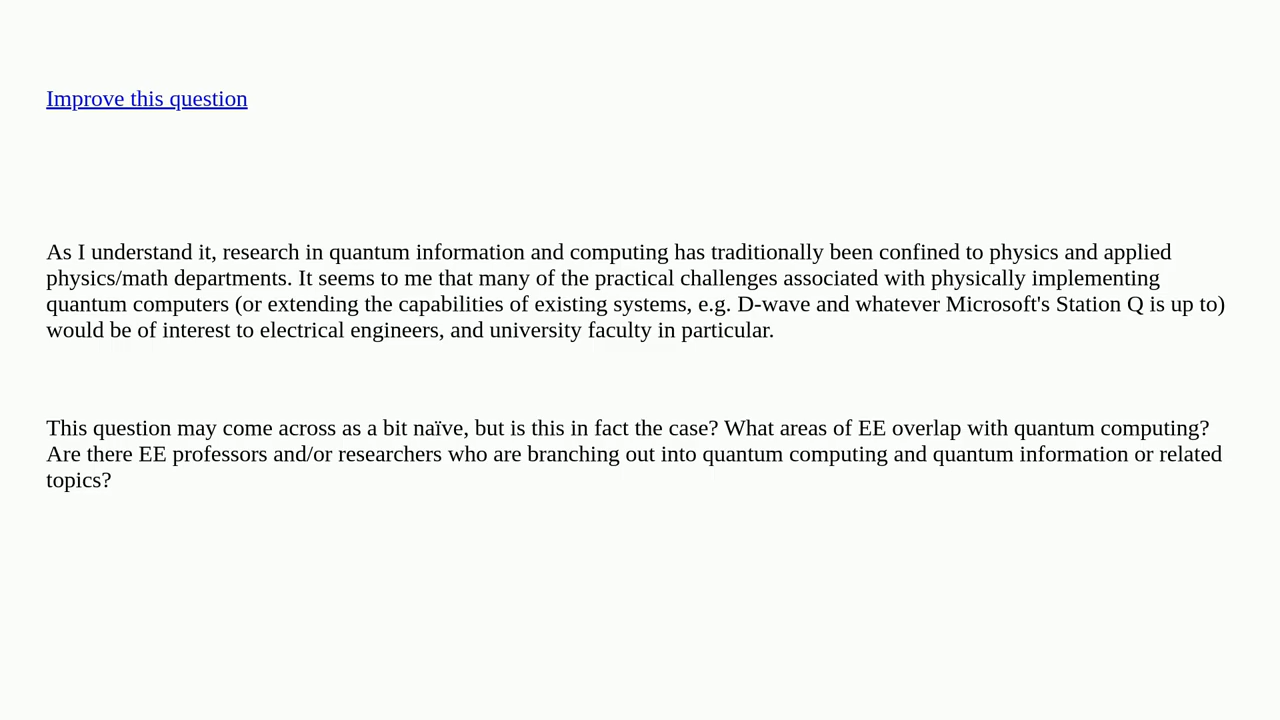 Improve this question
As I understand it, research in quantum information and computing has traditionally been confined to physics and applied
physics/math departments. It seems to me that many of the practical challenges associated with physically implementing
quantum computers (or extending the capabilities of existing systems, e.g. D-wave and whatever Microsoft's Station Q is up to)
would be of interest to electrical engineers, and university faculty in particular.
This question may come across as a bit naïve, but is this in fact the case? What areas of EE overlap with quantum computing?
Are there EE professors and/or researchers who are branching out into quantum computing and quantum information or related
topics?